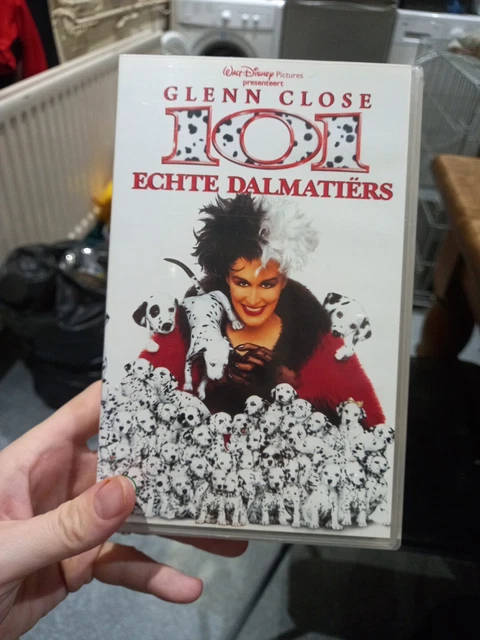 Walt Disney Pictures
presenteert
GLENN CLOSE
101
ECHTE DALMATIËRS